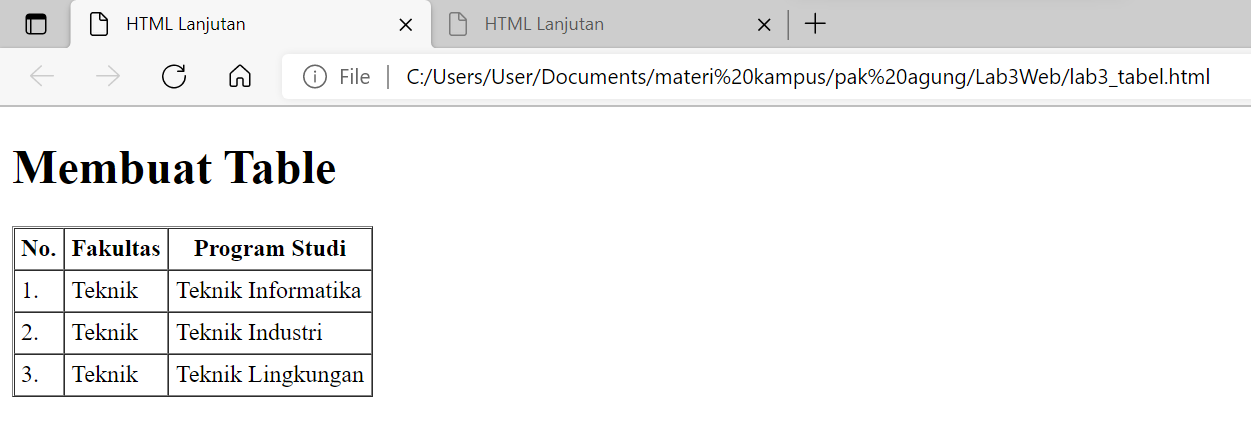 HTML Lanjutan
HTML Lanjutan
File C:/Users/User/Documents/materi%20kampus/pak%20agung/Lab3Web/lab3_tabel.html
Membuat Table
No. Fakultas Program Studi
1. Teknik Teknik Informatika
2. Teknik Teknik Industri
3. Teknik Teknik Lingkungan